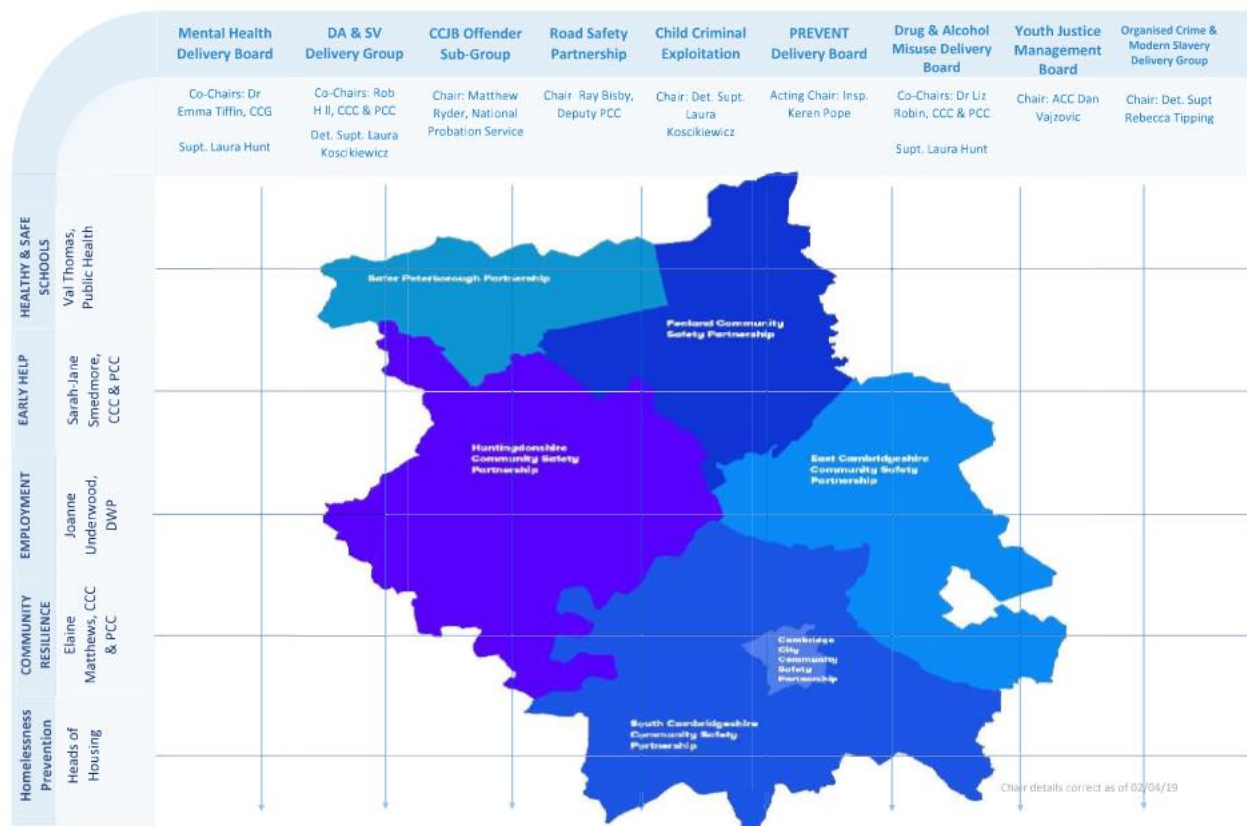 Mental Health
Delivery Board
DA & SV
Delivery Group
CCJB Offender
Sub-Group
Road Safety
Partnership
Child Criminal
Exploitation
PREVENT
Delivery Board
Drug & Alcohol
Misuse Delivery
Board
Youth Justice
Management
Board
Organised Crime &
Modern Slavery
Delivery Group
Co-Chairs: Dr
Emma Tiffin, CCG
Supt. Laura Hunt
Co-Chairs: Rob
H ll, CCC & PCC
Det. Supt. Laura
Koscikiewicz
Chair: Matthew
Ryder, National
Probation Service
Chair Ray Bisby,
Deputy PCC
Chair: Det. Supt.
Laura
Koscikiewicz
Acting Chair: Insp.
Keren Pope
Co-Chairs: Dr Liz
Robin, CCC & PCC
Supt. Laura Hunt
Chair: ACC Dan
Vajzovic
Chair: Det. Supt
Rebecca Tipping
HEALTHY & SAFE
SCHOOLS
Val Thomas,
Public Health
EARLY HELP
Sarah-Jane
Smedmore,
CCC & PCC
EMPLOYMENT
Joanne
Underwood,
DWP
COMMUNITY
RESILIENCE
Elaine
Matthews, CCC
& PCC
Homelessness
Prevention
Heads of
Housing
Safer Peterborough Partnership
Fenland Community
Safety Partnership
Huntingdonshire
Community Safety
Partnership
East Cambridgeshire
Community Safety
Partnership
Cambridge
City
Community
Safety
Partnership
South Cambridgeshire
Community Safety
Partnership
Chair details correct as of 02/04/19